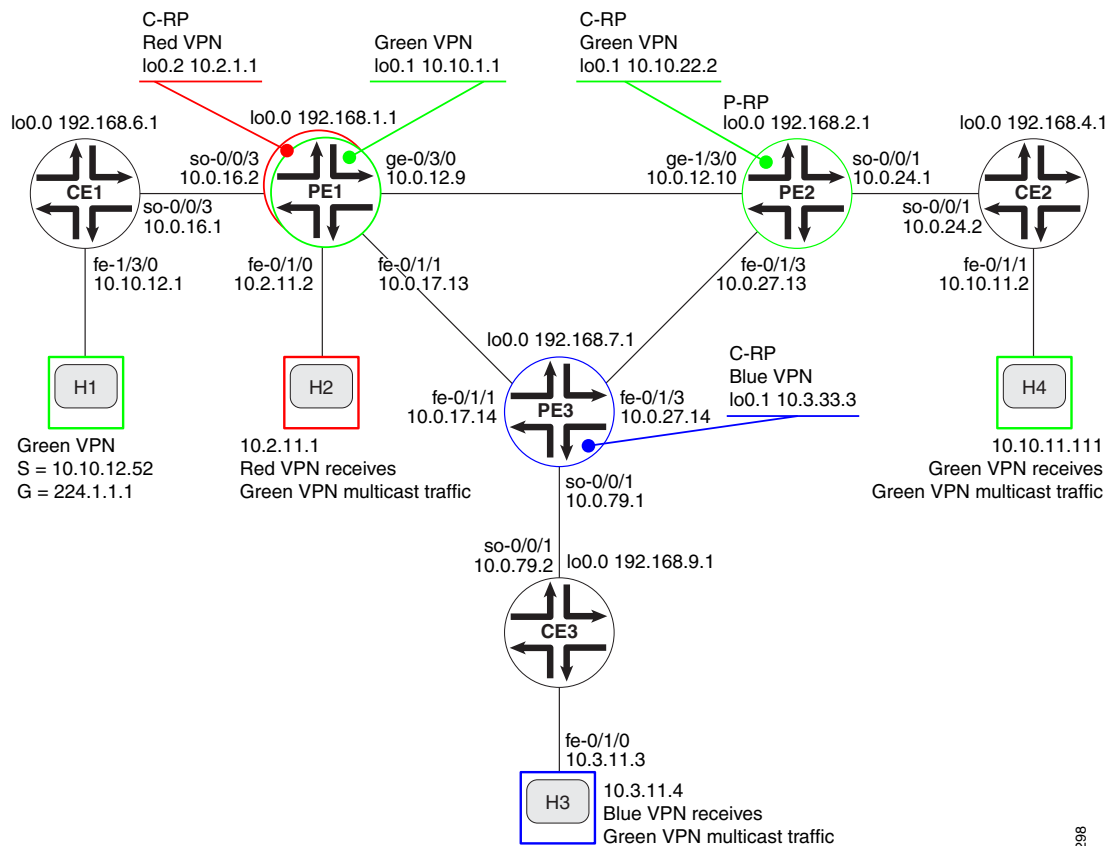 C-RP
Red VPN
lo0.2 10.2.1.1
Green VPN
lo0.1 10.10.1.1
C-RP
Green VPN
lo0.1 10.10.22.2
lo0.0 192.168.6.1
lo0.0 192.168.1.1
P-RP
lo0.0 192.168.2.1
lo0.0 192.168.4.1
so-0/0/3
10.0.16.2
ge-0/3/0
10.0.12.9
ge-1/3/0
10.0.12.10
so-0/0/1
10.0.24.1
CE1
PE1
PE2
CE2
so-0/0/3
10.0.16.1
so-0/0/1
10.0.24.2
fe-1/3/0
10.10.12.1
fe-0/1/0
10.2.11.2
fe-0/1/1
10.0.17.13
fe-0/1/3
10.0.27.13
fe-0/1/1
10.10.11.2
lo0.0 192.168.7.1
C-RP
Blue VPN
lo0.1 10.3.33.3
H1
H2
H4
fe-0/1/1
10.0.17.14
PE3
fe-0/1/3
10.0.27.14
Green VPN
S = 10.10.12.52
G = 224.1.1.1
10.2.11.1
Red VPN receives
Green VPN multicast traffic
10.10.11.111
Green VPN receives
Green VPN multicast traffic
so-0/0/1
10.0.79.1
so-0/0/1
10.0.79.2
lo0.0 192.168.9.1
CE3
fe-0/1/0
10.3.11.3
H3
10.3.11.4
Blue VPN receives
Green VPN multicast traffic